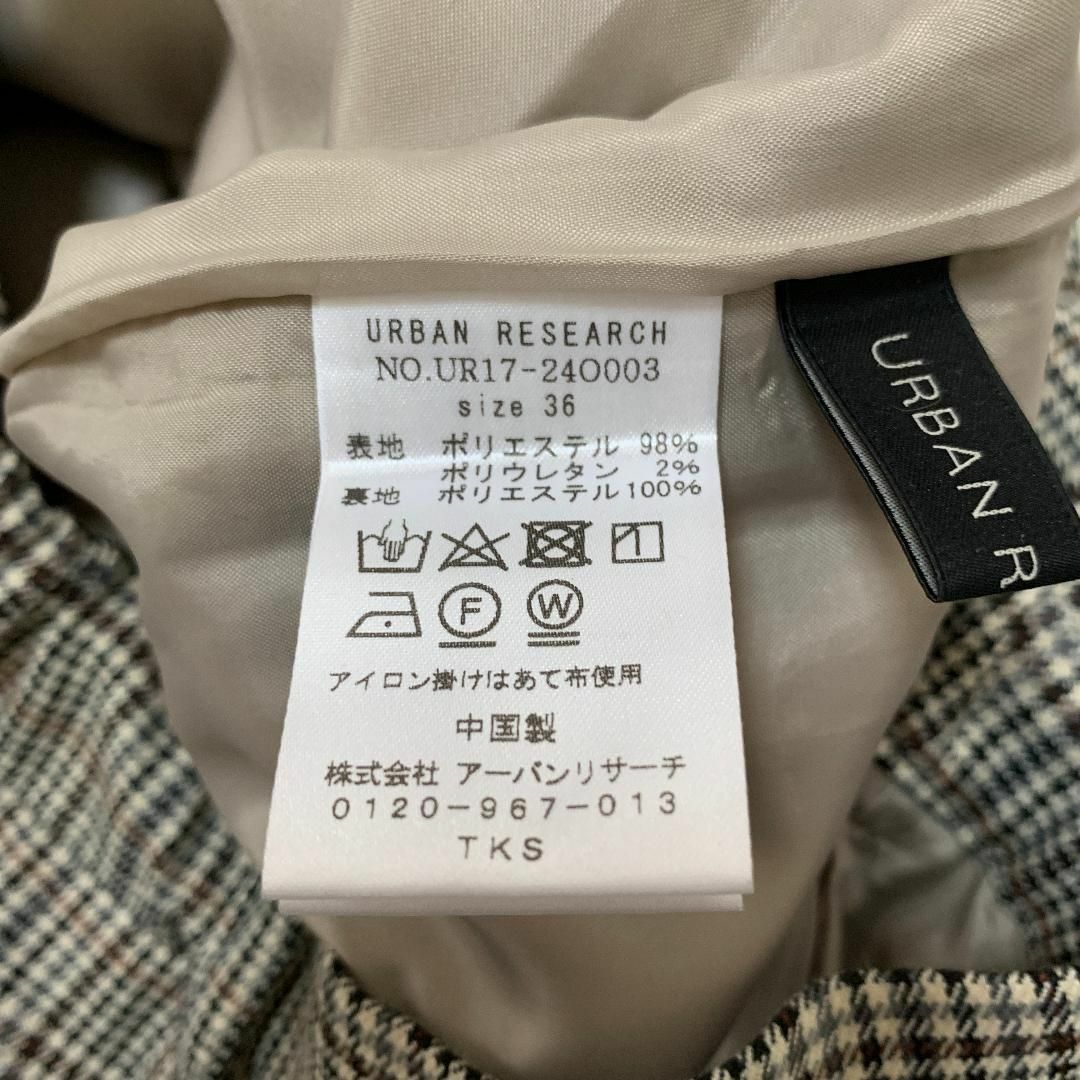 URBAN RESEARCH
NO.UR17-24O003
size 36
表地 ポリエステル 98%
ポリウレタン 2%
裏地 ポリエステル 100%
F W
アイロン掛けはあて布使用
中国製
株式会社 アーバンリサーチ
0120-967-013
TKS
URBAN R